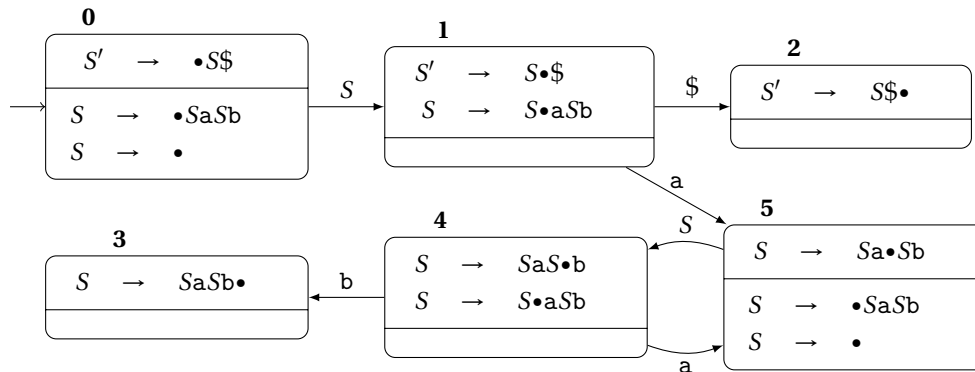 0
S′ → •S$
S → •SaSb
S → •
S
1
S′ → S•$
S → S•aSb
$
2
S′ → S$•
a
3
S → SaSb•
b
4
S → SaS•b
S → S•aSb
S
a
5
S → Sa•Sb
S → •SaSb
S → •